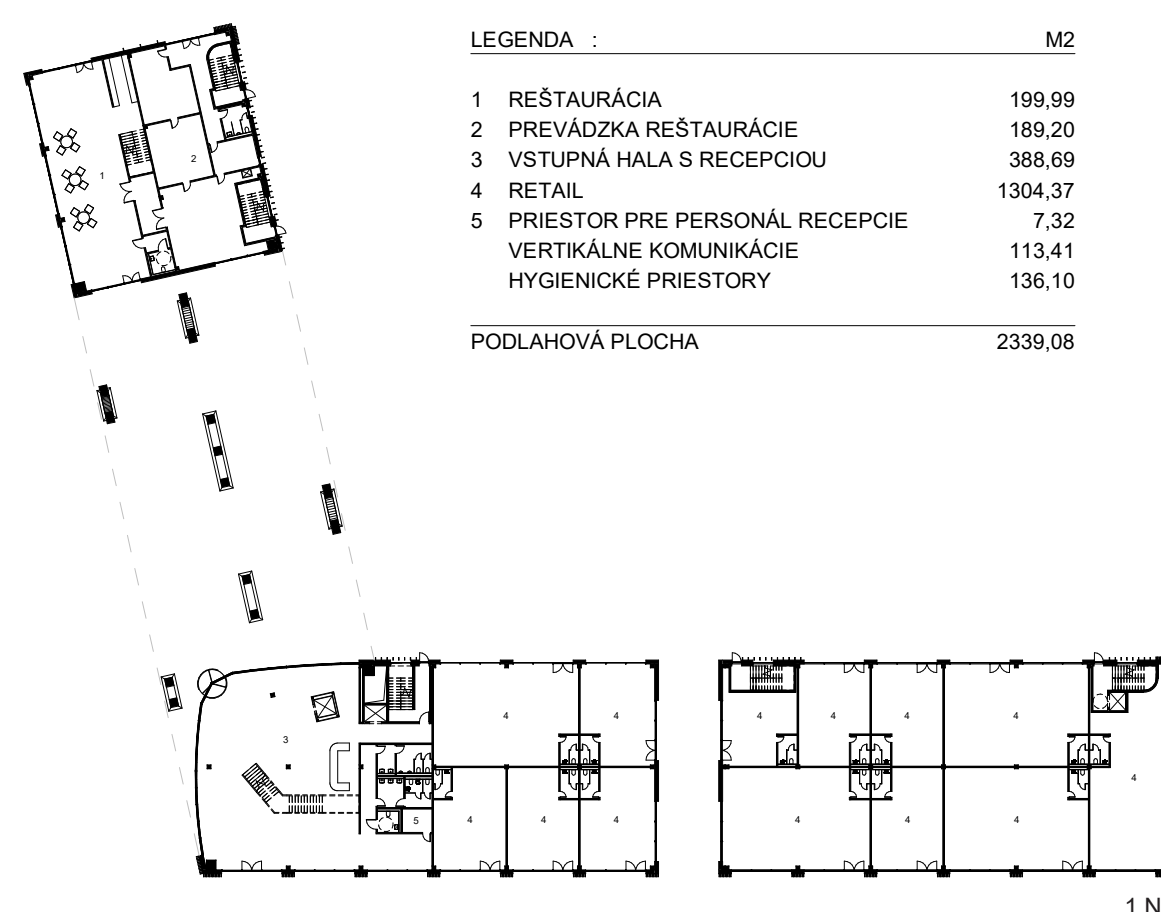 LEGENDA : M2
1 REŠTAURÁCIA 199,99
2 PREVÁDZKA REŠTAURÁCIE 189,20
3 VSTUPNÁ HALA S RECEPCIOU 388,69
4 RETAIL 1304,37
5 PRIESTOR PRE PERSONÁL RECEPCIE 7,32
VERTIKÁLNE KOMUNIKÁCIE 113,41
HYGIENICKÉ PRIESTORY 136,10
PODLAHOVÁ PLOCHA 2339,08
2
1
4 4 4 4 4 4
3
4
5 4 4 4 4 4 4
1 N